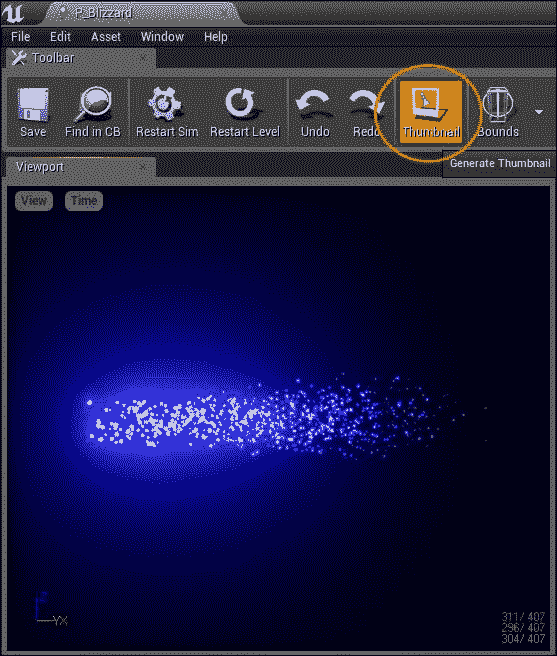 P_Blizzard
File Edit Asset Window Help
Toolbar
Save Find in CB Restart Sim Restart Level Undo Redo Thumbnail Bounds
Generate Thumbnail
Viewport
View Time
YX
311/ 407
296/ 407
304/ 407